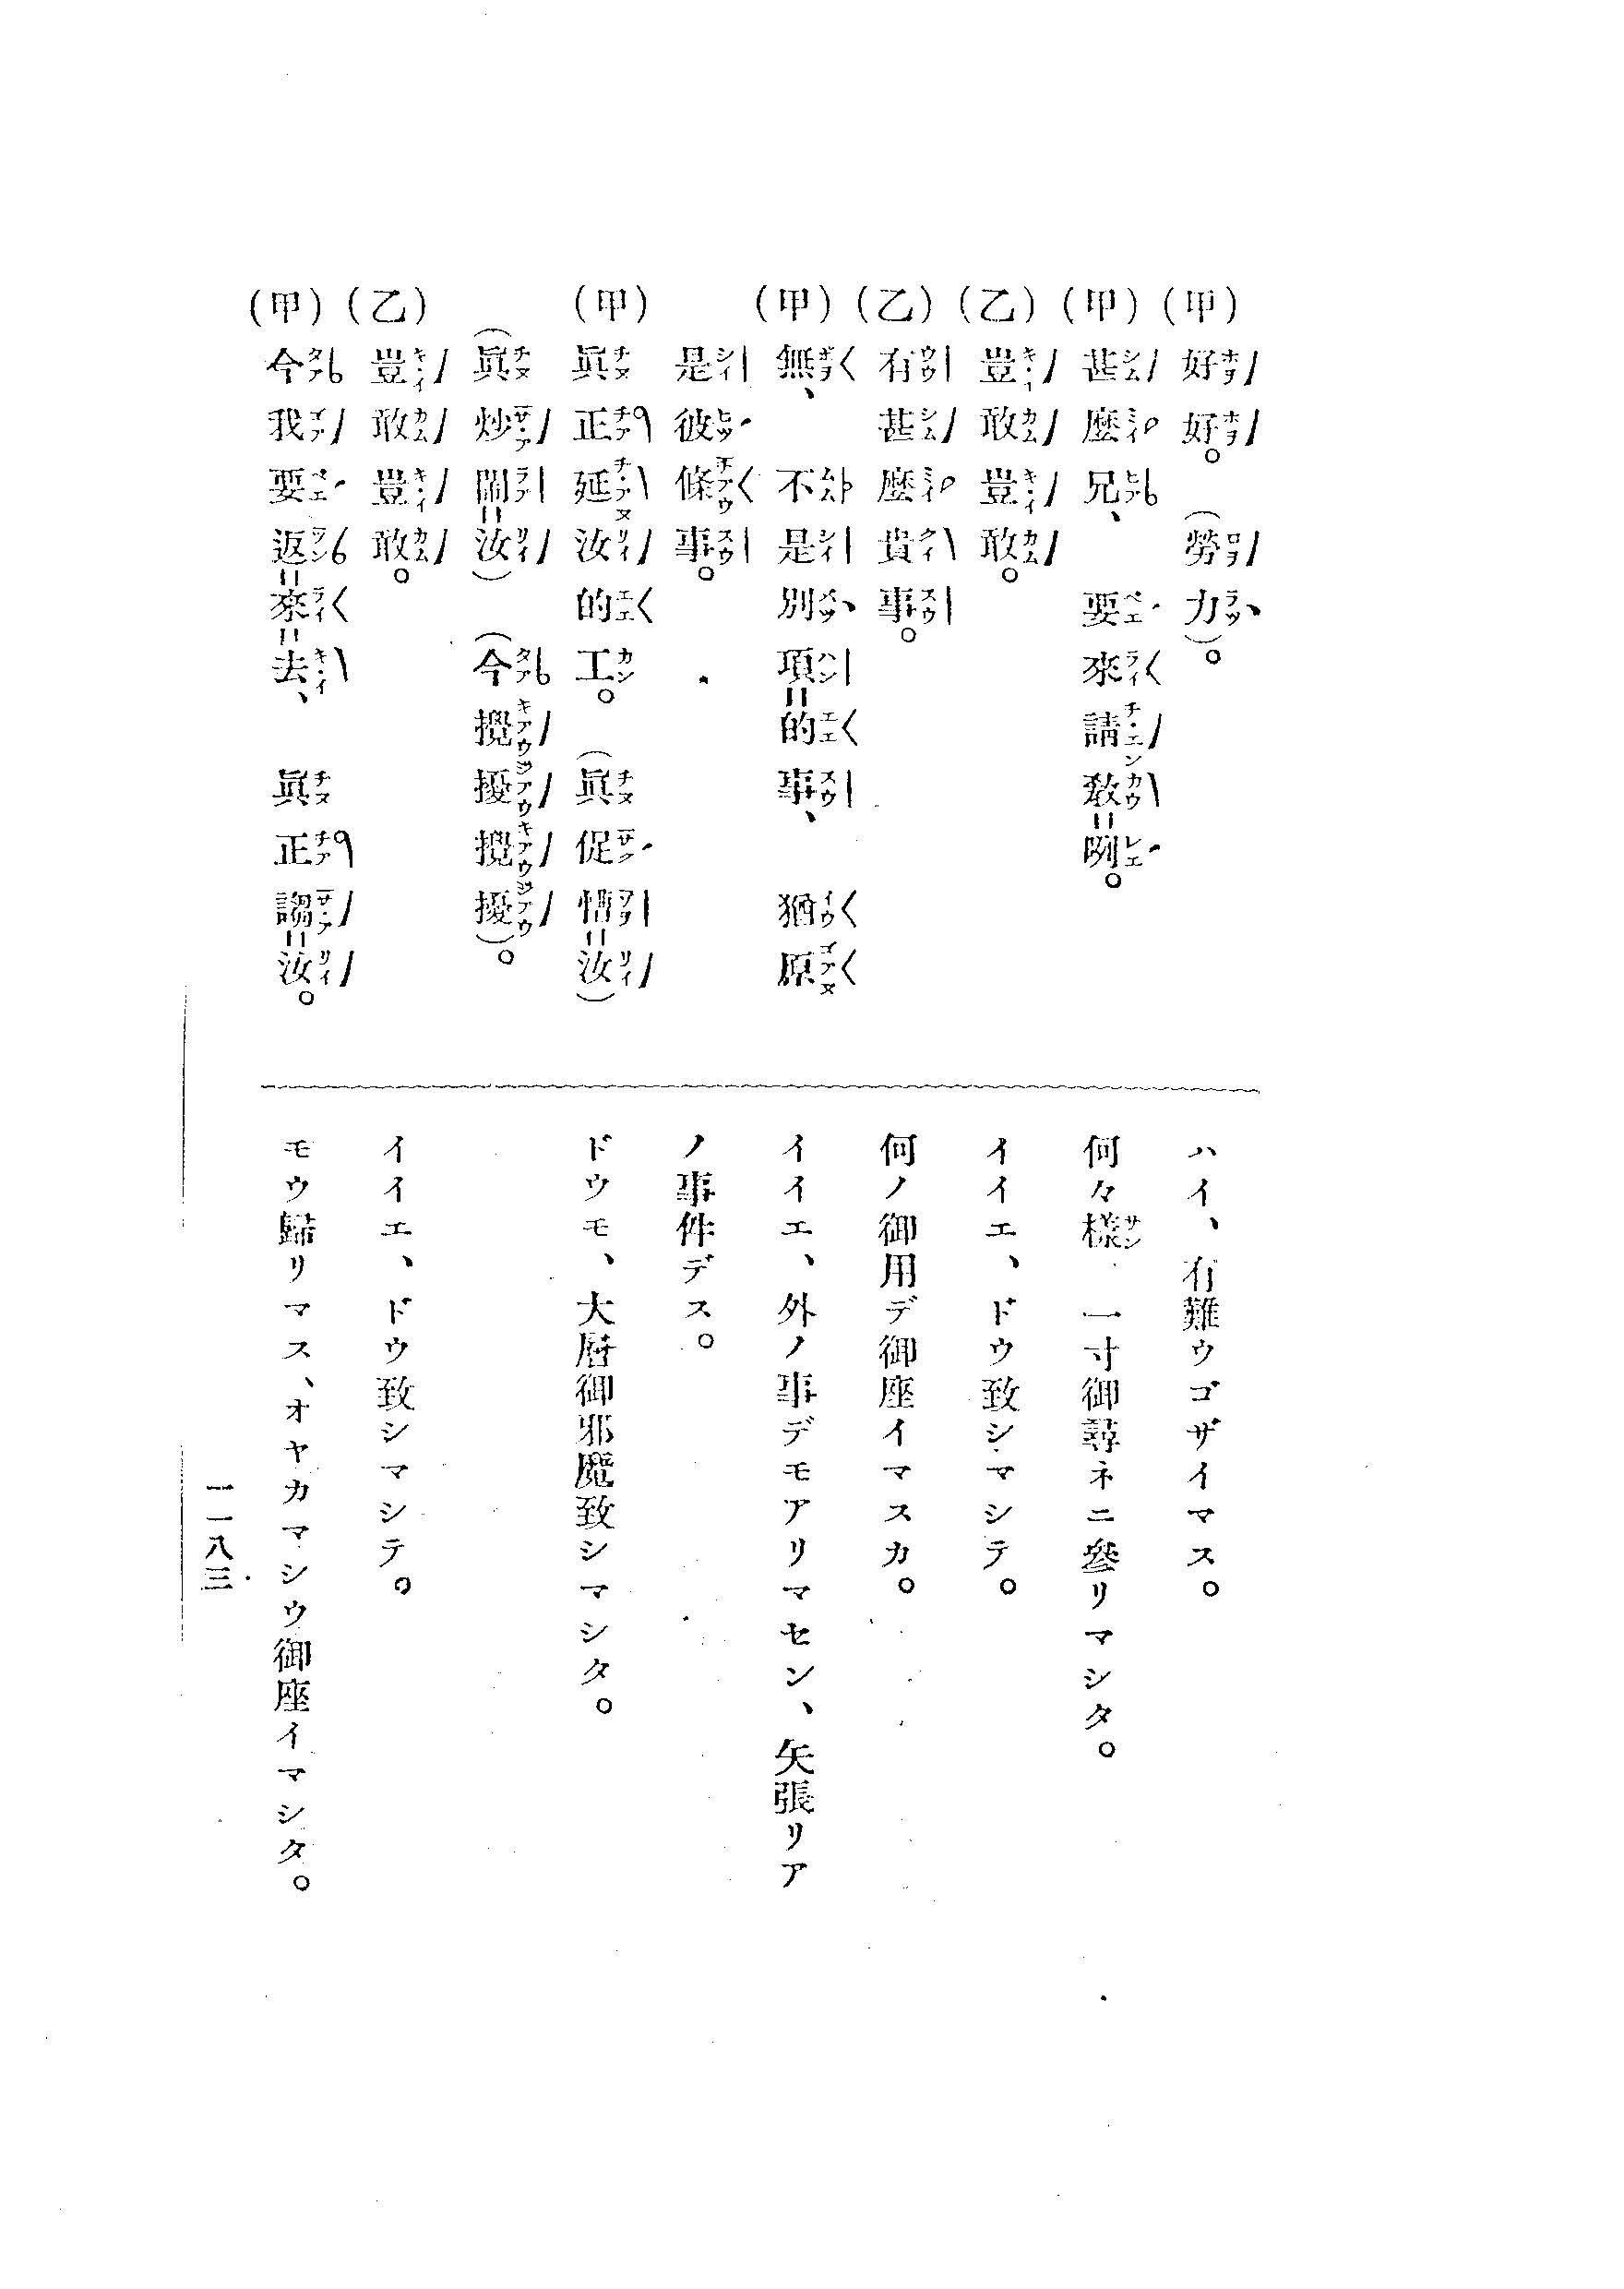 (甲)好好。(勞力)。
(甲)甚麼兄、要來請敎=咧。
(乙)豈敢豈敢。
(乙)有甚麼貴事。
(甲)無、不是別項=的事、猶原
是彼條事。
(甲)眞正延汝的工。(眞促惜=汝)
(眞炒鬧=汝)(今攪擾攪擾)。
(乙)豈敢豈敢。
(甲)今我要返=來=去、眞正謅=汝。
ハイ、有難ウゴザイマス。
何々樣 一寸御尋ネニ參リマシタ。
イイエ、ドウ致シマシテ。
何ノ御用デ御座イマスカ。
イイエ、外ノ事デモアリマセン、矢張リア
ノ事件デス。
ドウモ、大層御邪魔致シマシタ。
イイエ、ドウ致シマシテ。
モウ歸リマス、オヤカマシウ御座イマシタ。
一一八三